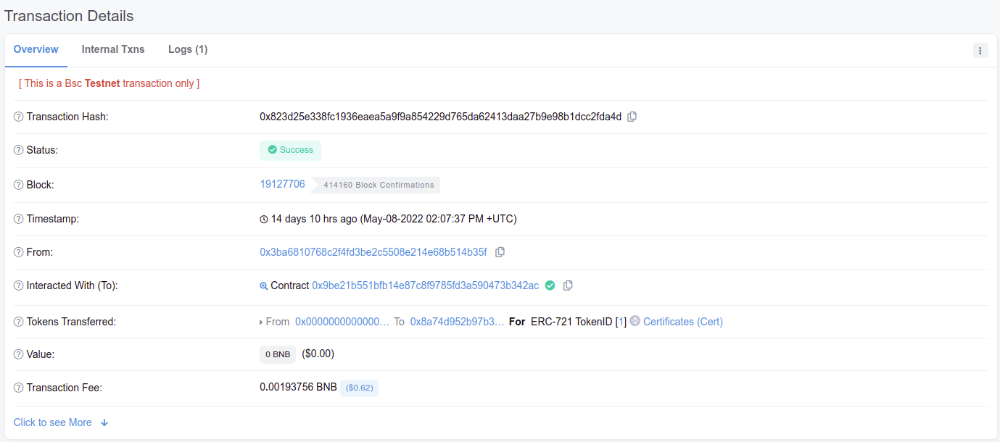 Transaction Details
Overview Internal Txns Logs (1)
[ This is a Bsc Testnet transaction only ]
Transaction Hash: 0x823d25e338fc1936eaea5a9f9a854229d765da62413daa27b9e98b1dcc2fda4d
Status: Success
Block: 19127706 414160 Block Confirmations
Timestamp: 14 days 10 hrs ago (May-08-2022 02:07:37 PM +UTC)
From: 0x3ba6810768c2f4fd3be2c5508e214e68b514b35f
Interacted With (To): Contract 0x9be21b551bfb14e87c8f9785fd3a590473b342ac
Tokens Transferred: From 0x0000000000000… To 0x8a74d952b97b3… For ERC-721 TokenID [1] Certificates (Cert)
Value: 0 BNB ($0.00)
Transaction Fee: 0.00193756 BNB ($0.62)
Click to see More